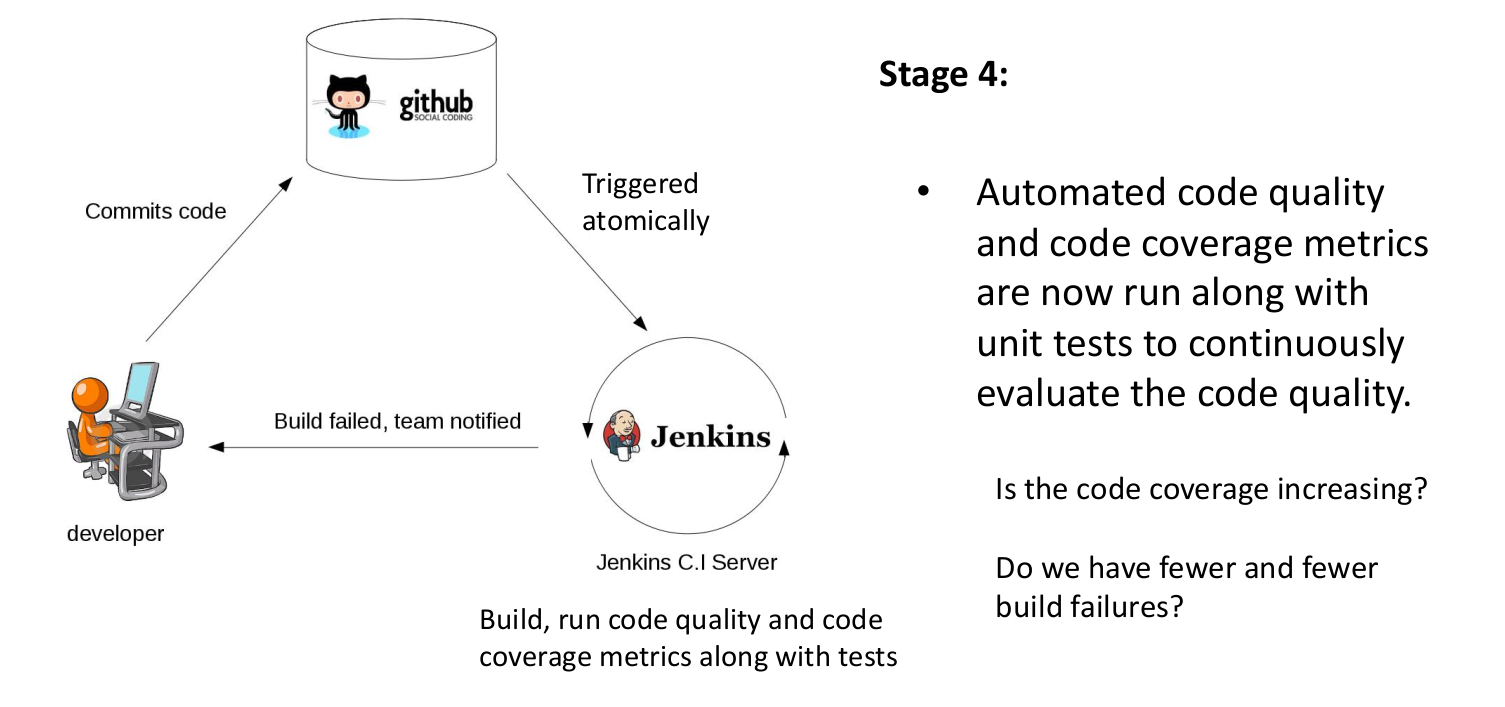 github
SOCIAL CODING
Stage 4:
Triggered
atomically
Commits code
• Automated code quality
and code coverage metrics
are now run along with
unit tests to continuously
evaluate the code quality.
Build failed, team notified
Jenkins
Is the code coverage increasing?
developer
Jenkins C.I Server
Do we have fewer and fewer
build failures?
Build, run code quality and code
coverage metrics along with tests